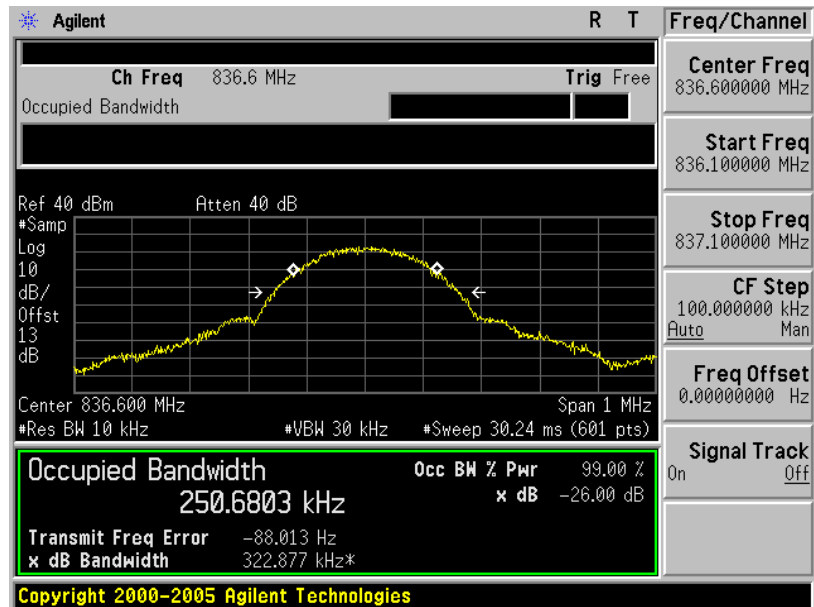 Agilent R T Freq/Channel
Ch Freq 836.6 MHz Trig Free
Occupied Bandwidth
Center Freq
836.600000 MHz
Start Freq
836.100000 MHz
Stop Freq
837.100000 MHz
CF Step
100.000000 kHz
Auto Man
Freq Offset
0.00000000 Hz
Signal Track
On Off
Ref 40 dBm Atten 40 dB
#Samp
Log
10
dB/
Offst
13
dB
Center 836.600 MHz Span 1 MHz
#Res BW 10 kHz #VBW 30 kHz #Sweep 30.24 ms (601 pts)
Occupied Bandwidth Occ BW % Pwr 99.00 %
250.6803 kHz x dB -26.00 dB
Transmit Freq Error -88.013 Hz
x dB Bandwidth 322.877 kHz*
Copyright 2000-2005 Agilent Technologies